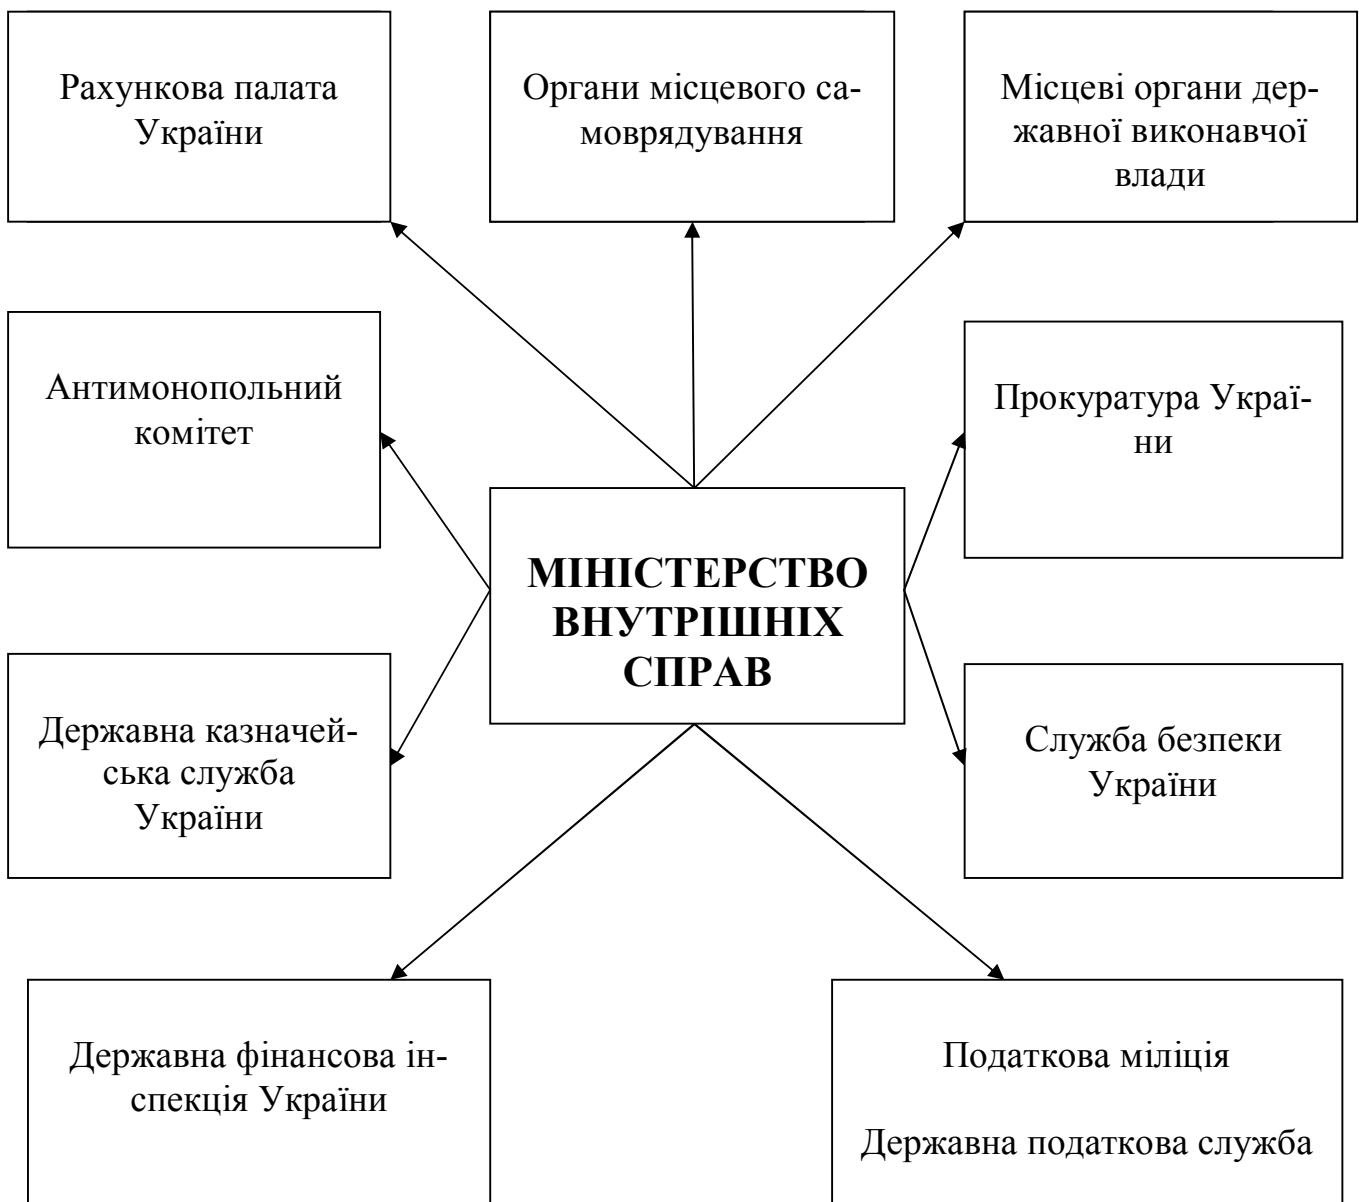 Рахункова палата
України
Органи місцевого са-
моврядування
Місцеві органи дер-
жавної виконавчої
влади
Антимонопольний
комітет
Прокуратура Украї-
ни
МІНІСТЕРСТВО
ВНУТРІШНІХ
СПРАВ
Державна казначей-
ська служба
України
Служба безпеки
України
Державна фінансова ін-
спекція України
Податкова міліція
Державна податкова служба